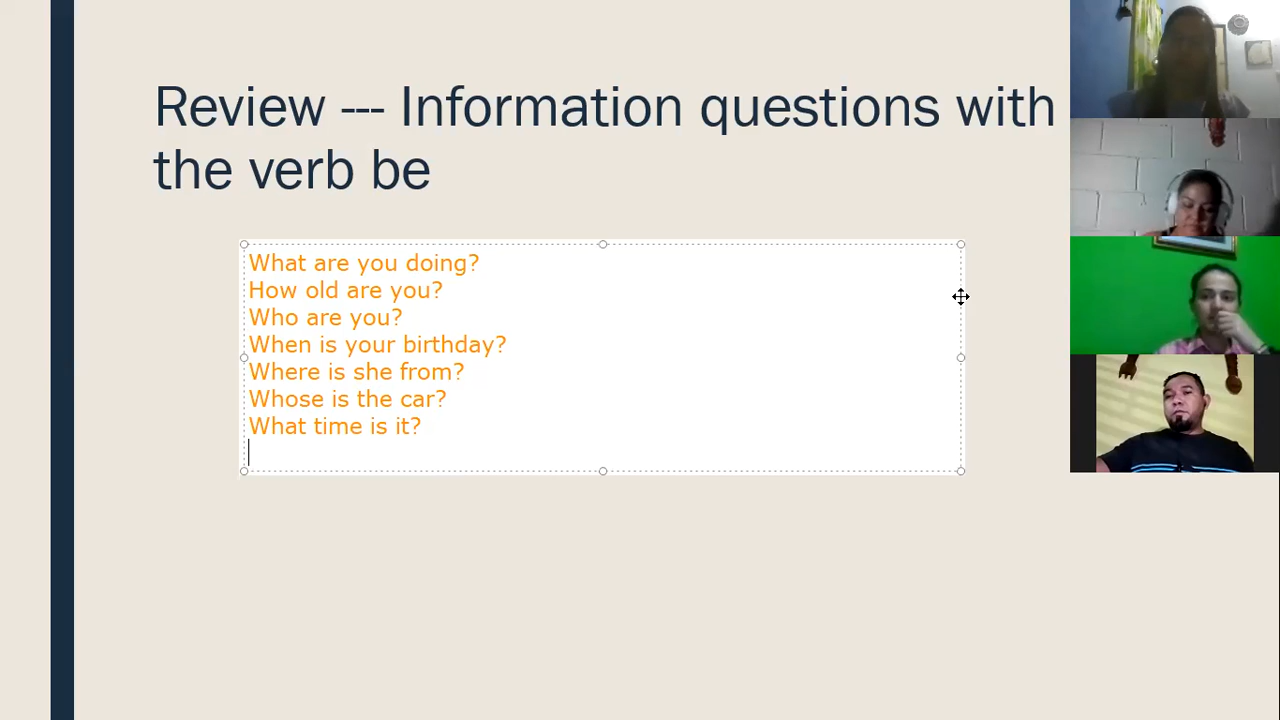 Review --- Information questions with
the verb be
What are you doing?
How old are you?
Who are you?
When is your birthday?
Where is she from?
Whose is the car?
What time is it?